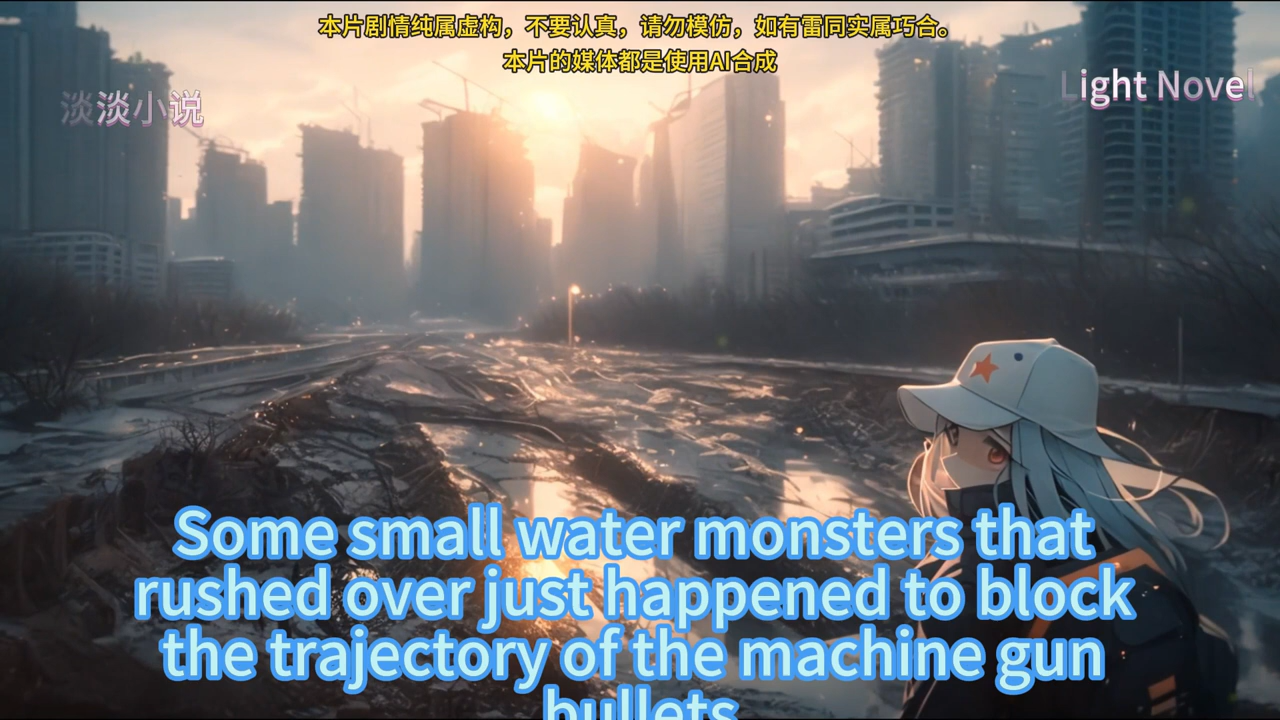 本片剧情纯属虚构，不要认真，请勿模仿，如有雷同实属巧合。
本片的媒体都是使用AI合成
淡淡小说
Light Novel
Some small water monsters that
rushed over just happened to block
the trajectory of the machine gun
bullets